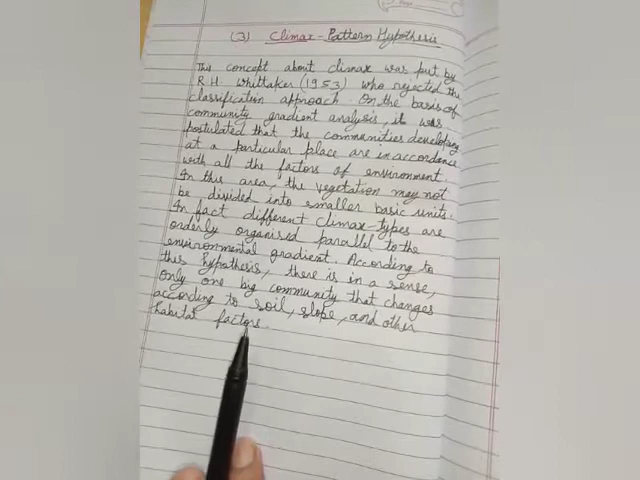 (3) Climax-Pattern Hypothesis
This concept about climax was put by
R H Whittaker (1953) who rejected the
classification approach. On the basis of
community gradient analysis, it was
postulated that the communities developing
at a particular place are in accordance
with all the factors of environment.
In this area, the vegetation may not
be divided into smaller basic units.
In fact different climax-types are
orderly organised parallel to the
environmental gradient. According to
this hypothesis, there is in a sense,
only one big community that changes
according to soil, slope, and other
habitat factors.